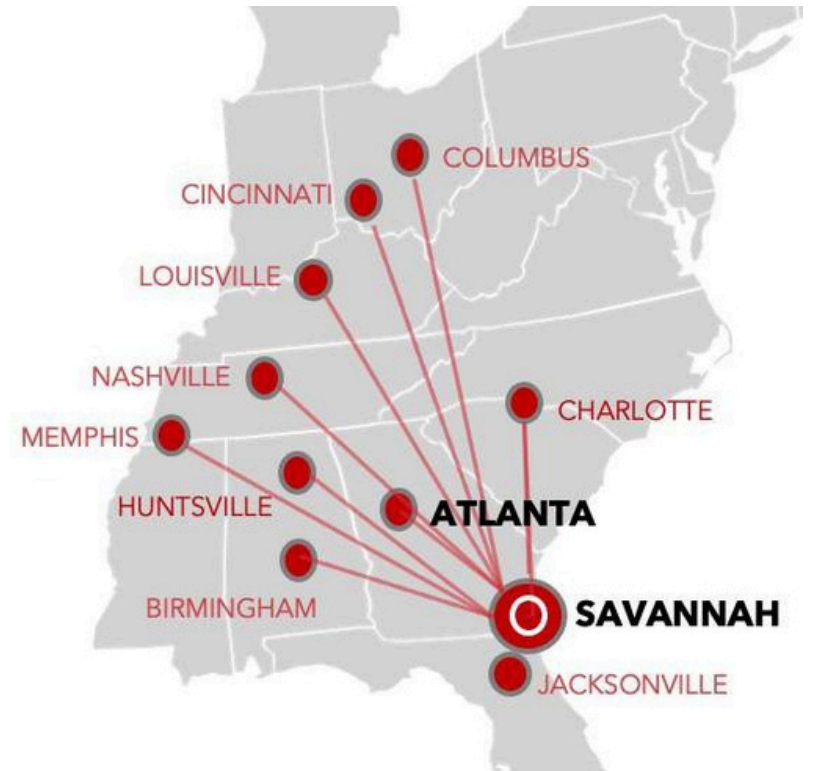 COLUMBUS
CINCINNATI
LOUISVILLE
NASHVILLE
CHARLOTTE
MEMPHIS
HUNTSVILLE
ATLANTA
BIRMINGHAM
SAVANNAH
JACKSONVILLE